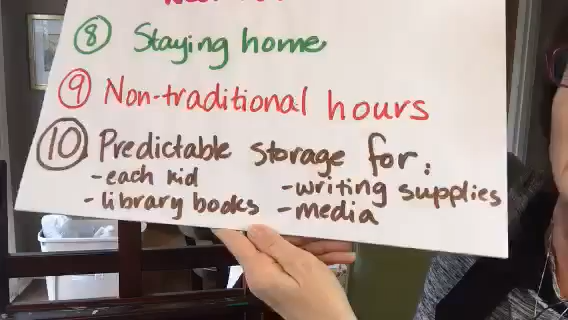 ⑧ Staying home
⑨ Non-traditional hours
⑩ Predictable storage for:
-each kid
-writing supplies
-library books
-media